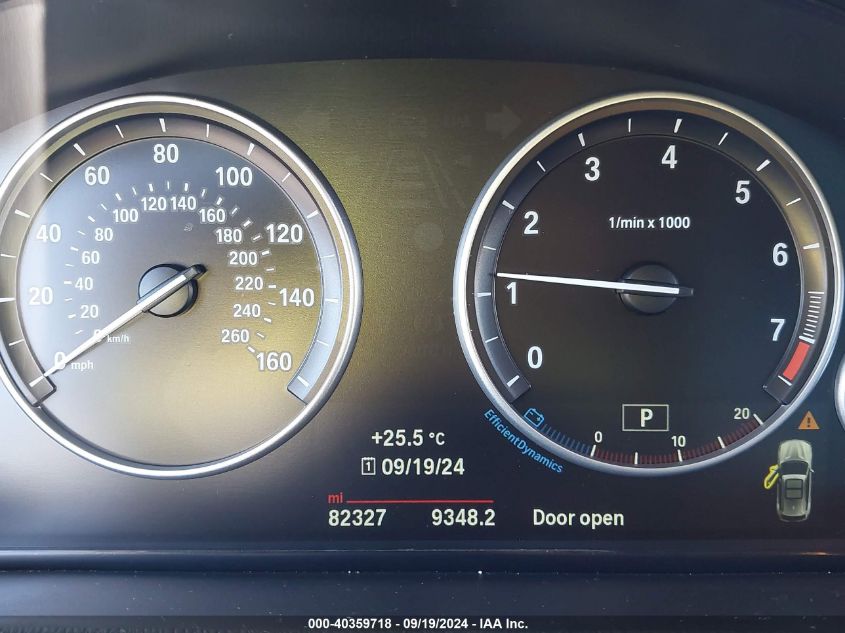 0 20 40 60 80 100 120 140 160
mph
0 20 40 60 80 100 120 140 160 180 200 220 240 260
km/h
0 1 2 3 4 5 6 7
1/min x 1000
P
EfficientDynamics
0 10 20
+25.5 °C
1 09/19/24
mi
82327 9348.2 Door open
000-40359718 - 09/19/2024 - IAA Inc.